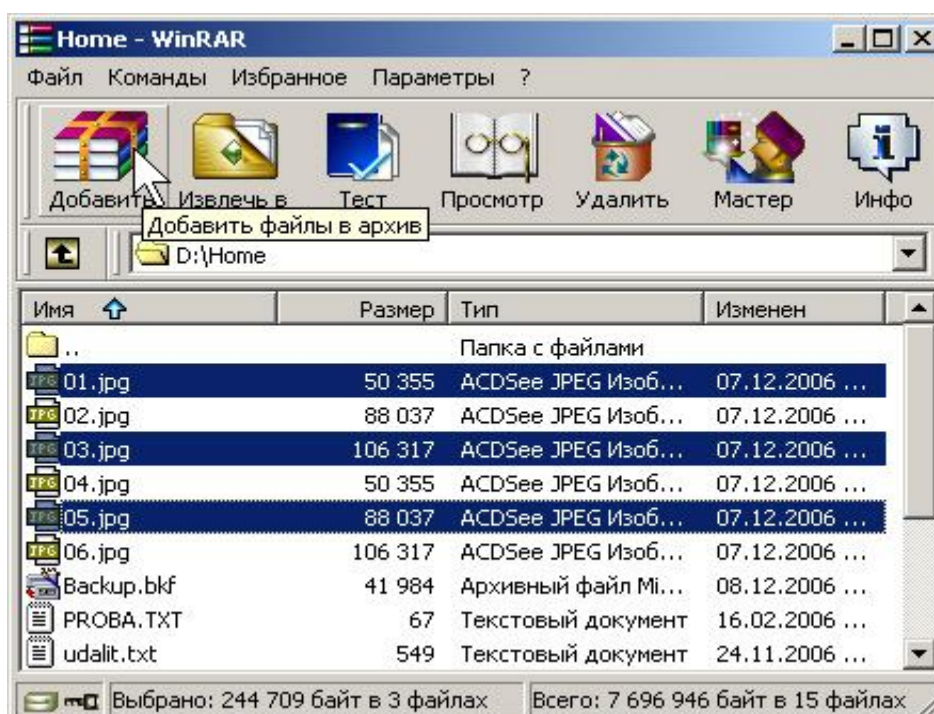 Home - WinRAR
Файл Команды Избранное Параметры ?
Добавить Извлечь в Тест Просмотр Удалить Мастер Инфо
Добавить файлы в архив
D:\Home
Имя Размер Тип Изменен
.. Папка с файлами
01.jpg 50 355 ACDSee JPEG Изоб... 07.12.2006 ...
02.jpg 88 037 ACDSee JPEG Изоб... 07.12.2006 ...
03.jpg 106 317 ACDSee JPEG Изоб... 07.12.2006 ...
04.jpg 50 355 ACDSee JPEG Изоб... 07.12.2006 ...
05.jpg 88 037 ACDSee JPEG Изоб... 07.12.2006 ...
06.jpg 106 317 ACDSee JPEG Изоб... 07.12.2006 ...
Backup.bkf 41 984 Архивный файл Mi... 08.12.2006 ...
PROBA.TXT 67 Текстовый документ 16.02.2006 ...
udalit.txt 549 Текстовый документ 24.11.2006 ...
Выбрано: 244 709 байт в 3 файлах Всего: 7 696 946 байт в 15 файлах